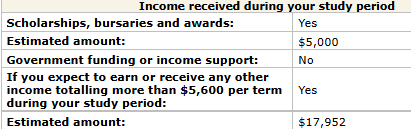 Income received during your study period
Scholarships, bursaries and awards: Yes
Estimated amount: $5,000
Government funding or income support: No
If you expect to earn or receive any other
income totalling more than $5,600 per term Yes
during your study period:
Estimated amount: $17,952